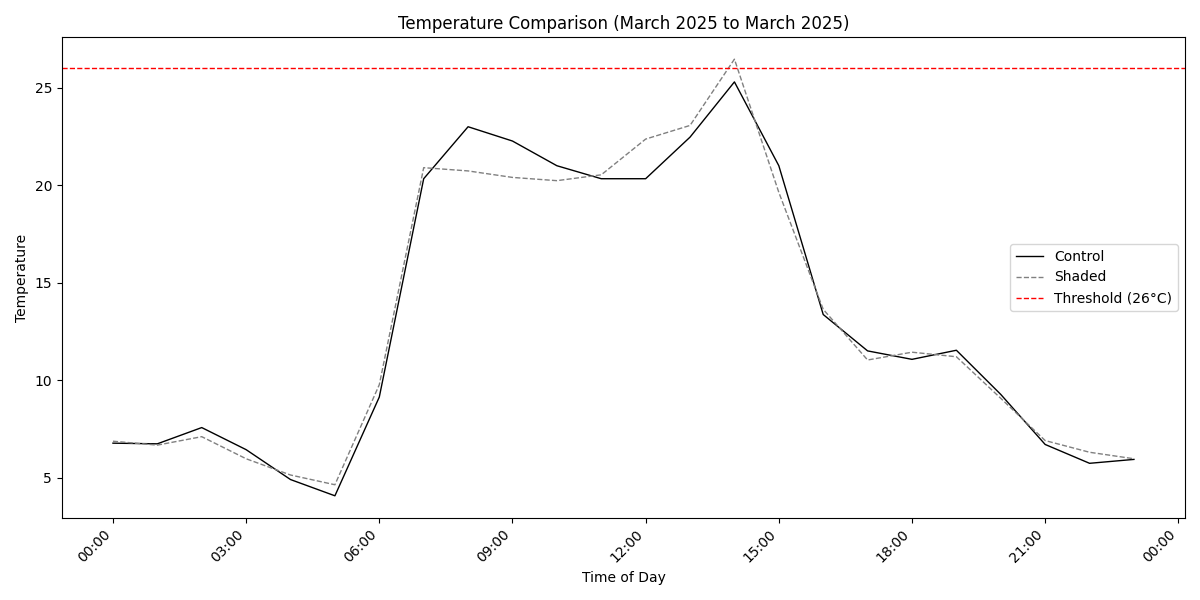 Temperature Comparison (March 2025 to March 2025)
Temperature
25
20
15
10
5
Control
Shaded
Threshold (26°C)
00:00
03:00
06:00
09:00
12:00
15:00
18:00
21:00
00:00
Time of Day